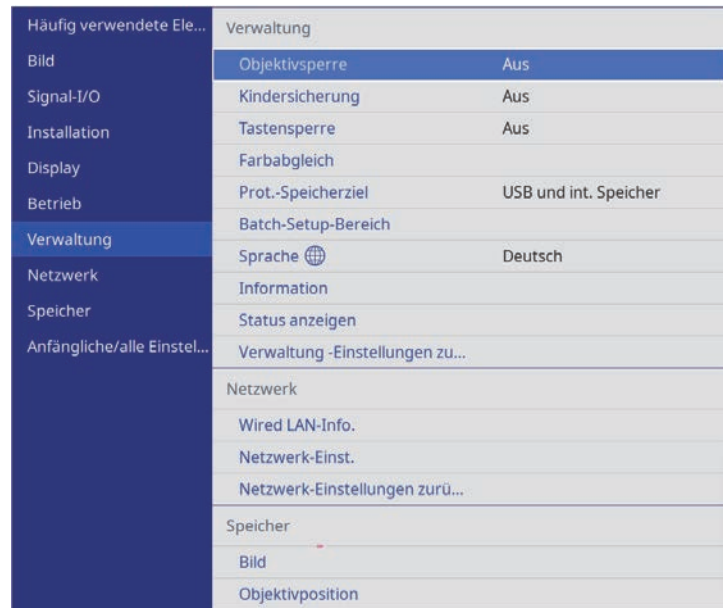 Häufig verwendete Ele...
Bild
Signal-I/O
Installation
Display
Betrieb
Verwaltung
Netzwerk
Speicher
Anfängliche/alle Einstel...
Verwaltung
Objektivsperre Aus
Kindersicherung Aus
Tastensperre Aus
Farbabgleich
Prot.-Speicherziel USB und int. Speicher
Batch-Setup-Bereich
Sprache Deutsch
Information
Status anzeigen
Verwaltung -Einstellungen zu...
Netzwerk
Wired LAN-Info.
Netzwerk-Einst.
Netzwerk-Einstellungen zurü...
Speicher
Bild
Objektivposition